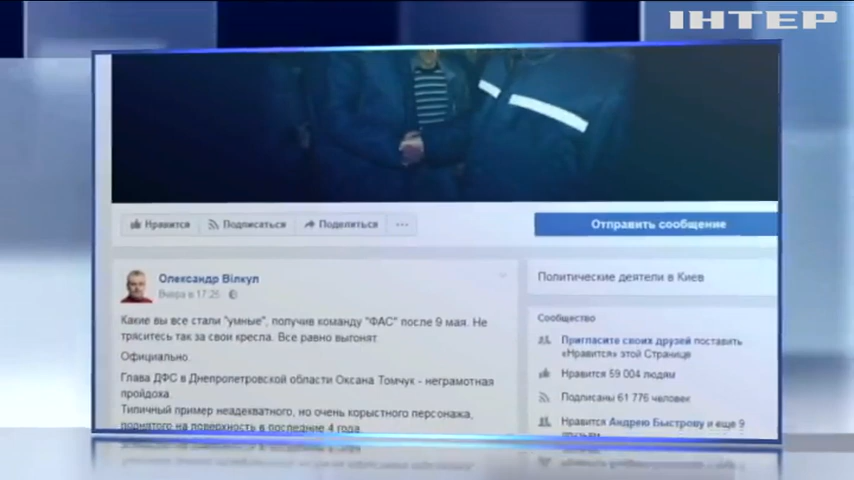 ІНТЕР
Нравится
Подписаться
Поделиться
Отправить сообщение
Олександр Вілкул
Вчера в 17:25
Какие вы все стали "умные", получив команду "ФАС" после 9 мая. Не
тряситесь так за свои кресла. Все равно выгонят.
Официально.
Глава ДФС в Днепропетровской области Оксана Томчук - неграмотная
пройдоха.
Типичный пример неадекватного, но очень корыстного персонажа,
поднятого на поверхность в последние 4 года.
Политические деятели в Киев
Сообщество
Пригласите своих друзей поставить
«Нравится» этой Странице
Нравится 59 004 людям
Подписаны 61 776 человек
Нравится Андрею Быстрову и еще 9